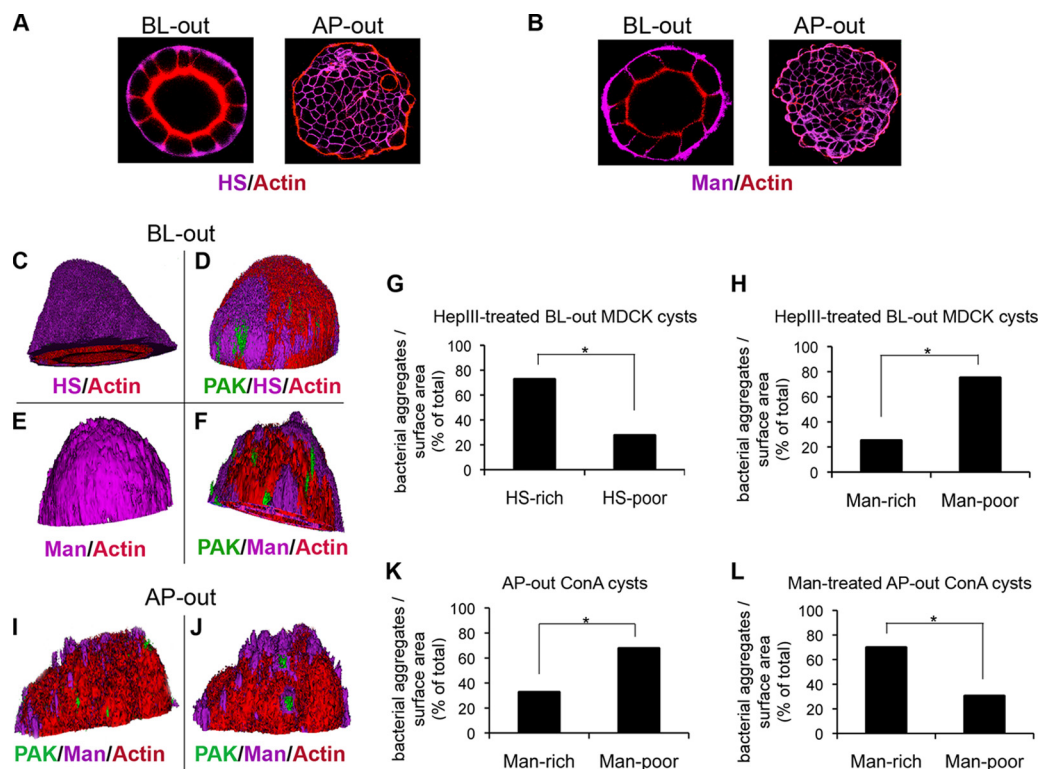 A
BL-out
AP-out
HS/Actin
B
BL-out
AP-out
Man/Actin
BL-out
C
D
HS/Actin
PAK/HS/Actin
E
F
Man/Actin
PAK/Man/Actin
G
HepIII-treated BL-out MDCK cysts
bacterial aggregates /
surface area
(% of total)
100
80
60
40
20
0
*
HS-rich
HS-poor
H
HepIII-treated BL-out MDCK cysts
bacterial aggregates /
surface area
(% of total)
100
80
60
40
20
0
*
Man-rich
Man-poor
AP-out
I
J
PAK/Man/Actin
PAK/Man/Actin
K
AP-out ConA cysts
bacterial aggregates /
surface area
(% of total)
100
80
60
40
20
0
*
Man-rich
Man-poor
L
Man-treated AP-out ConA cysts
bacterial aggregates /
surface area
(% of total)
100
80
60
40
20
0
*
Man-rich
Man-poor